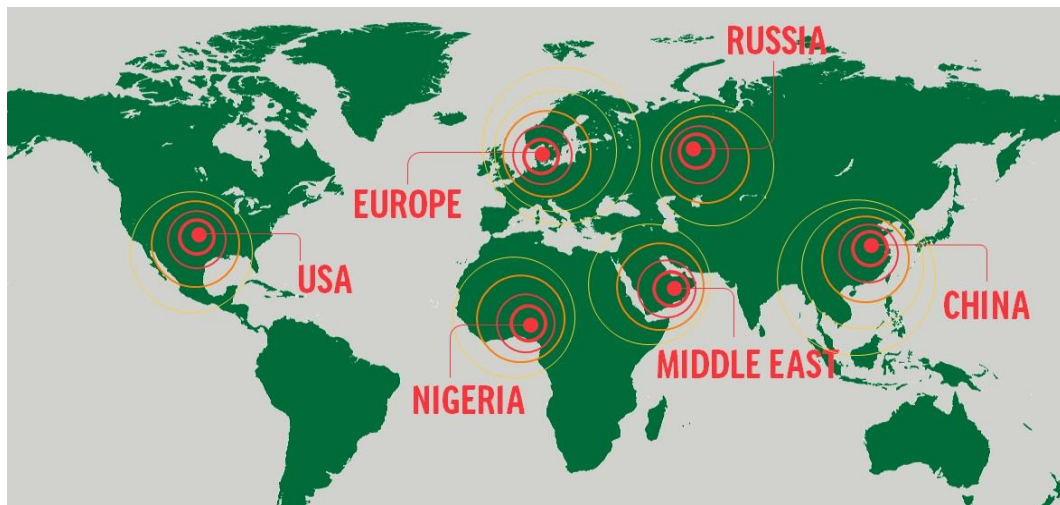 RUSSIA
EUROPE
USA
CHINA
MIDDLE EAST
NIGERIA